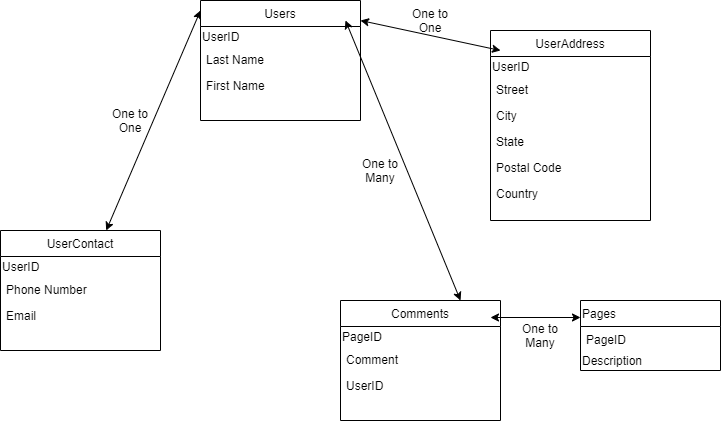 Users
UserID
Last Name
First Name
One to
One
UserAddress
UserID
Street
City
State
Postal Code
Country
One to
One
One to
Many
UserContact
UserID
Phone Number
Email
Comments
PageID
Comment
UserID
One to
Many
Pages
PageID
Description